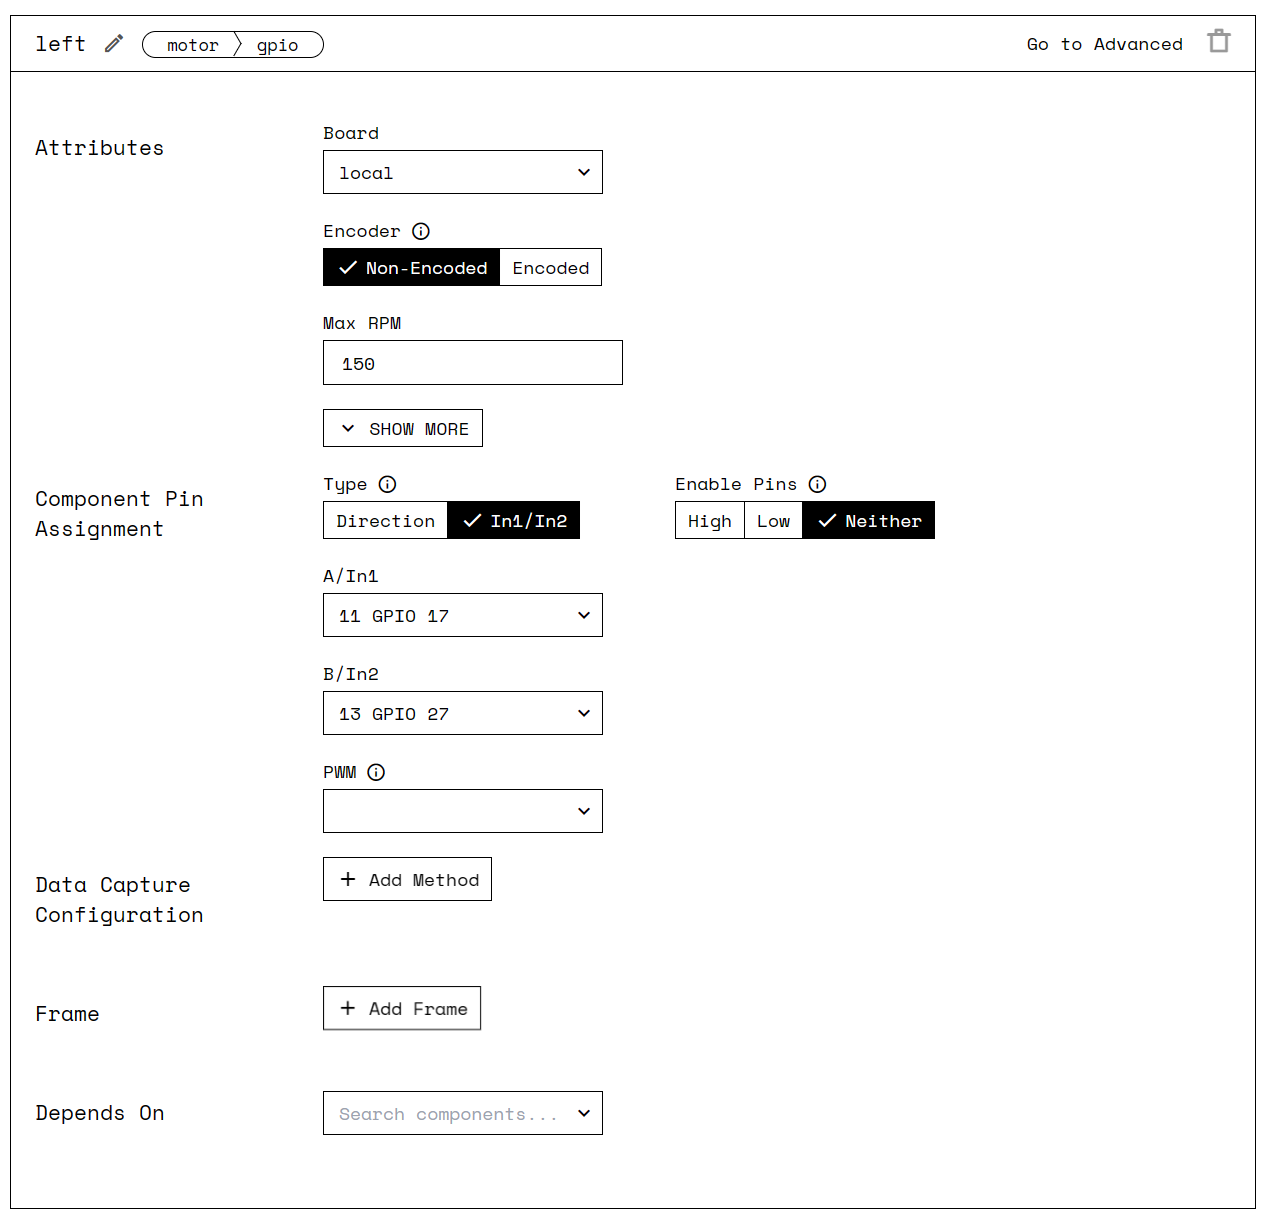 left motor gpio Go to Advanced
Attributes
Board
local
Encoder
Non-Encoded Encoded
Max RPM
150
SHOW MORE
Component Pin
Assignment
Type Enable Pins
Direction In1/In2 High Low Neither
A/In1
11 GPIO 17
B/In2
13 GPIO 27
PWM
Data Capture
Configuration
Add Method
Frame
Add Frame
Depends On
Search components...